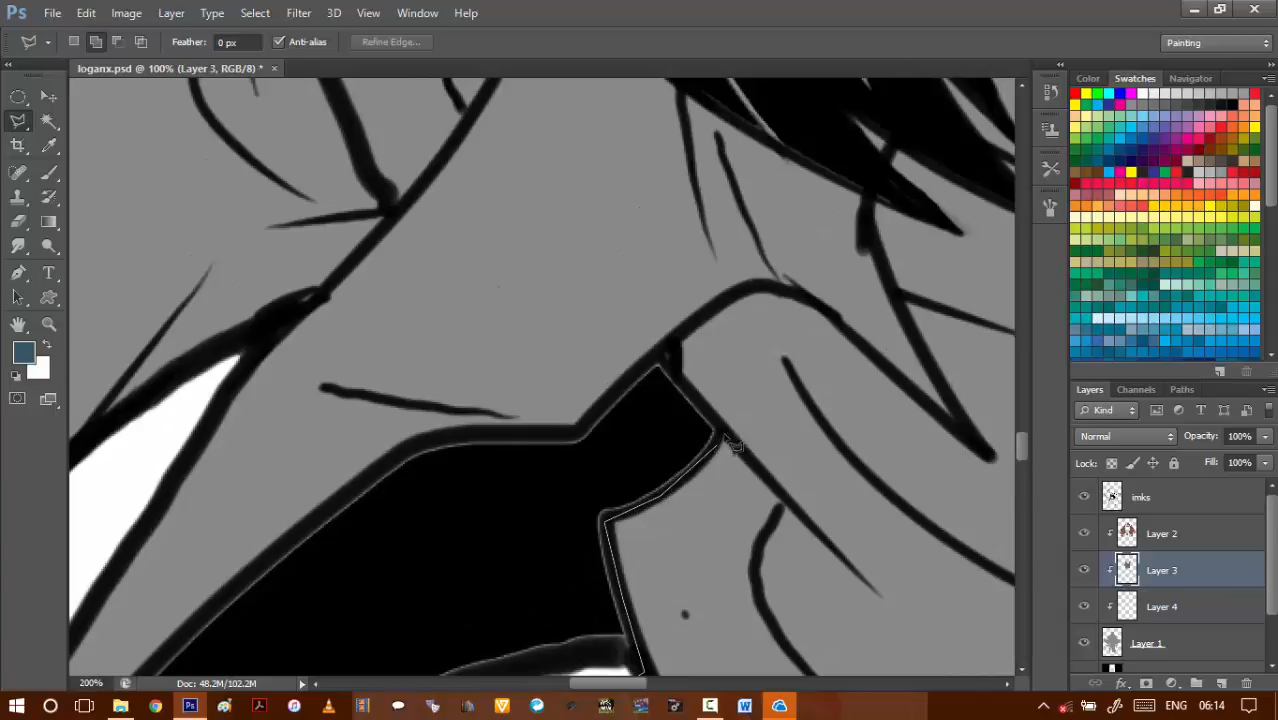 Ps File Edit Image Layer Type Select Filter 3D View Window Help
Feather: 0 px Anti-alias Refine Edge... Painting
loganx.psd @ 100% (Layer 3, RGB/8) * ×
Color Swatches Navigator
Layers Channels Paths
Kind
Normal Opacity: 100%
Lock: Fill: 100%
imks
Layer 2
Layer 3
Layer 4
Layer 1
200% Doc: 48.2M/102.2M
ENG 06:14